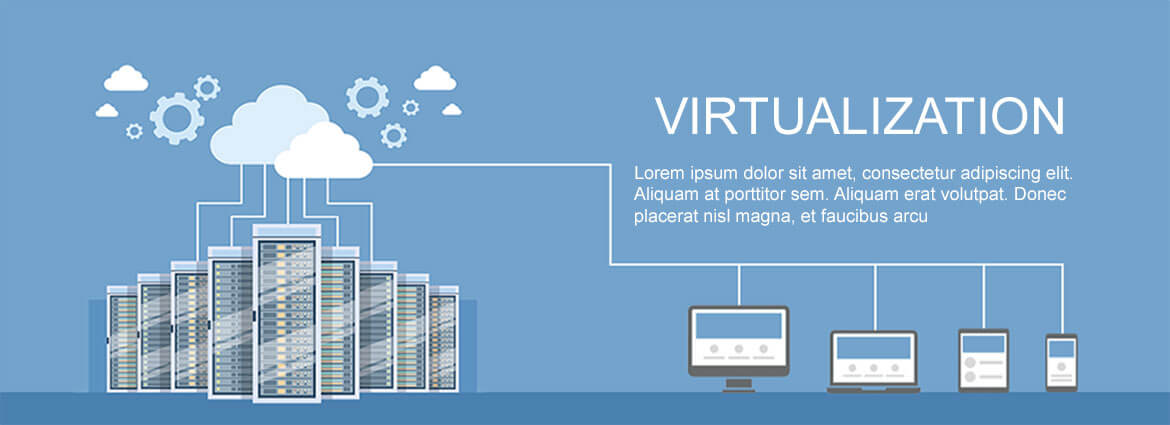 VIRTUALIZATION
Lorem ipsum dolor sit amet, consectetur adipiscing elit.
Aliquam at porttitor sem. Aliquam erat volutpat. Donec
placerat nisl magna, et faucibus arcu